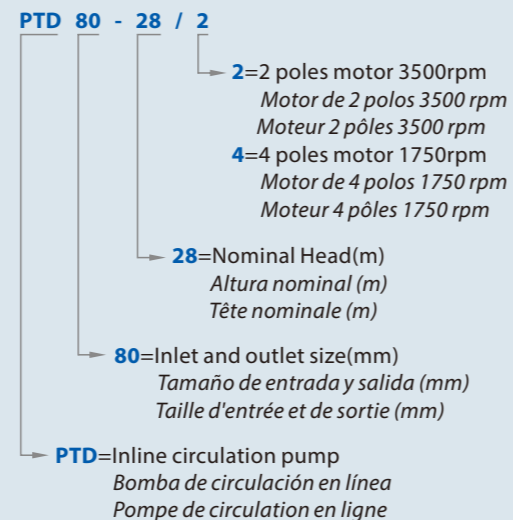 PTD 80 - 28 / 2
2=2 poles motor 3500rpm
Motor de 2 polos 3500 rpm
Moteur 2 pôles 3500 rpm
4=4 poles motor 1750rpm
Motor de 4 polos 1750 rpm
Moteur 4 pôles 1750 rpm
28=Nominal Head(m)
Altura nominal (m)
Tête nominale (m)
80=Inlet and outlet size(mm)
Tamaño de entrada y salida (mm)
Taille d'entrée et de sortie (mm)
PTD=Inline circulation pump
Bomba de circulación en línea
Pompe de circulation en ligne